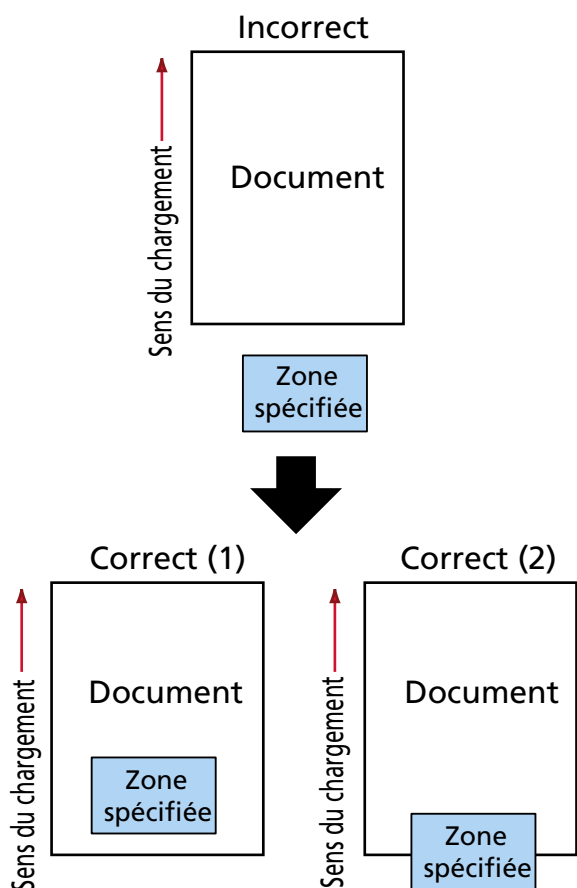 Incorrect
Sens du chargement
Document
Zone
spécifiée
Correct (1)
Sens du chargement
Document
Zone
spécifiée
Correct (2)
Sens du chargement
Document
Zone
spécifiée